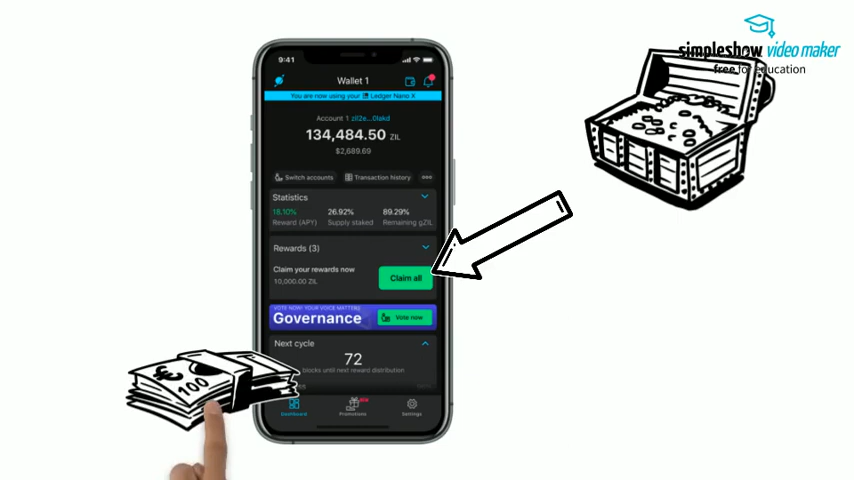 simpleshow video maker
free for education
9:41
Wallet 1
You are now using your Ledger Nano X
Account 1 zil2e...0lakd
134,484.50 ZIL
$2,689.69
Switch accounts
Transaction history
Statistics
18.10%
26.92%
89.29%
Reward (APY)
Supply staked
Remaining gZIL
Rewards (3)
Claim your rewards now
10,000.00 ZIL
Claim all
VOTE NOW: YOUR VOICE MATTERS!
Governance
Vote now
Next cycle
72
blocks until next reward distribution
€
100
Dashboard
Promotions
Settings